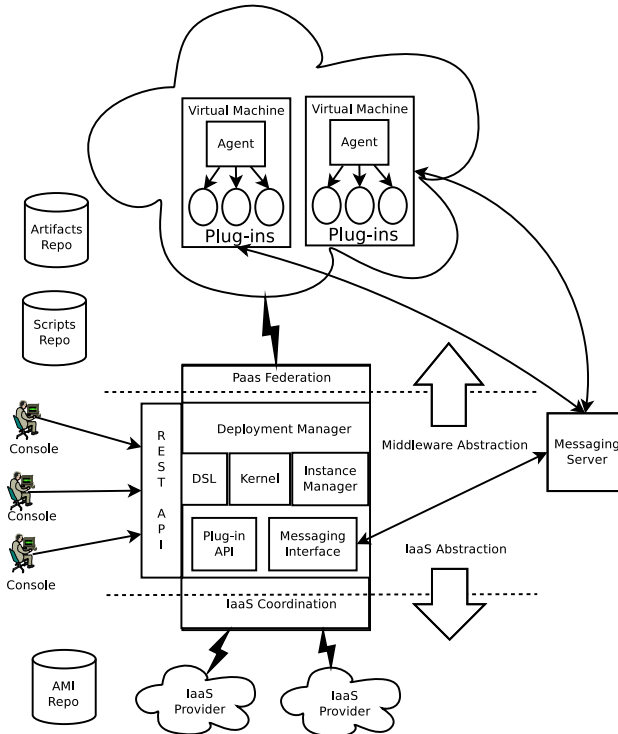 Virtual Machine
Agent
Plug-ins
Virtual Machine
Agent
Plug-ins
Artifacts
Repo
Scripts
Repo
Paas Federation
Console
Console
Console
REST API
Deployment Manager
DSL
Kernel
Instance
Manager
Plug-in
API
Messaging
Interface
Middleware Abstraction
Messaging
Server
IaaS Abstraction
IaaS Coordination
AMI
Repo
IaaS
Provider
IaaS
Provider